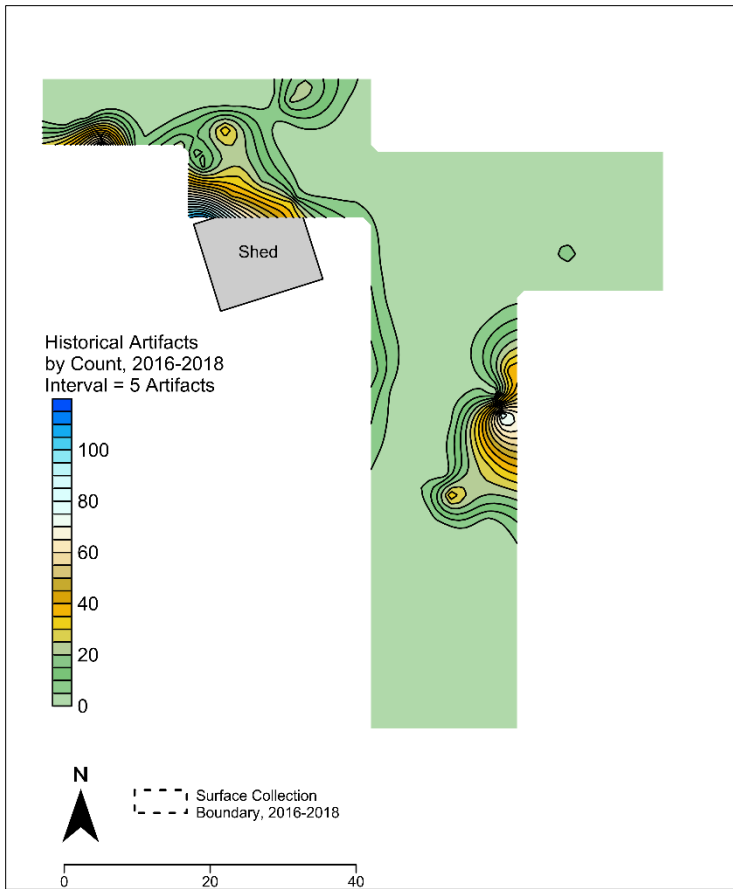 Shed
Historical Artifacts
by Count, 2016-2018
Interval = 5 Artifacts
100
80
60
40
20
0
N
Surface Collection
Boundary, 2016-2018
0 20 40